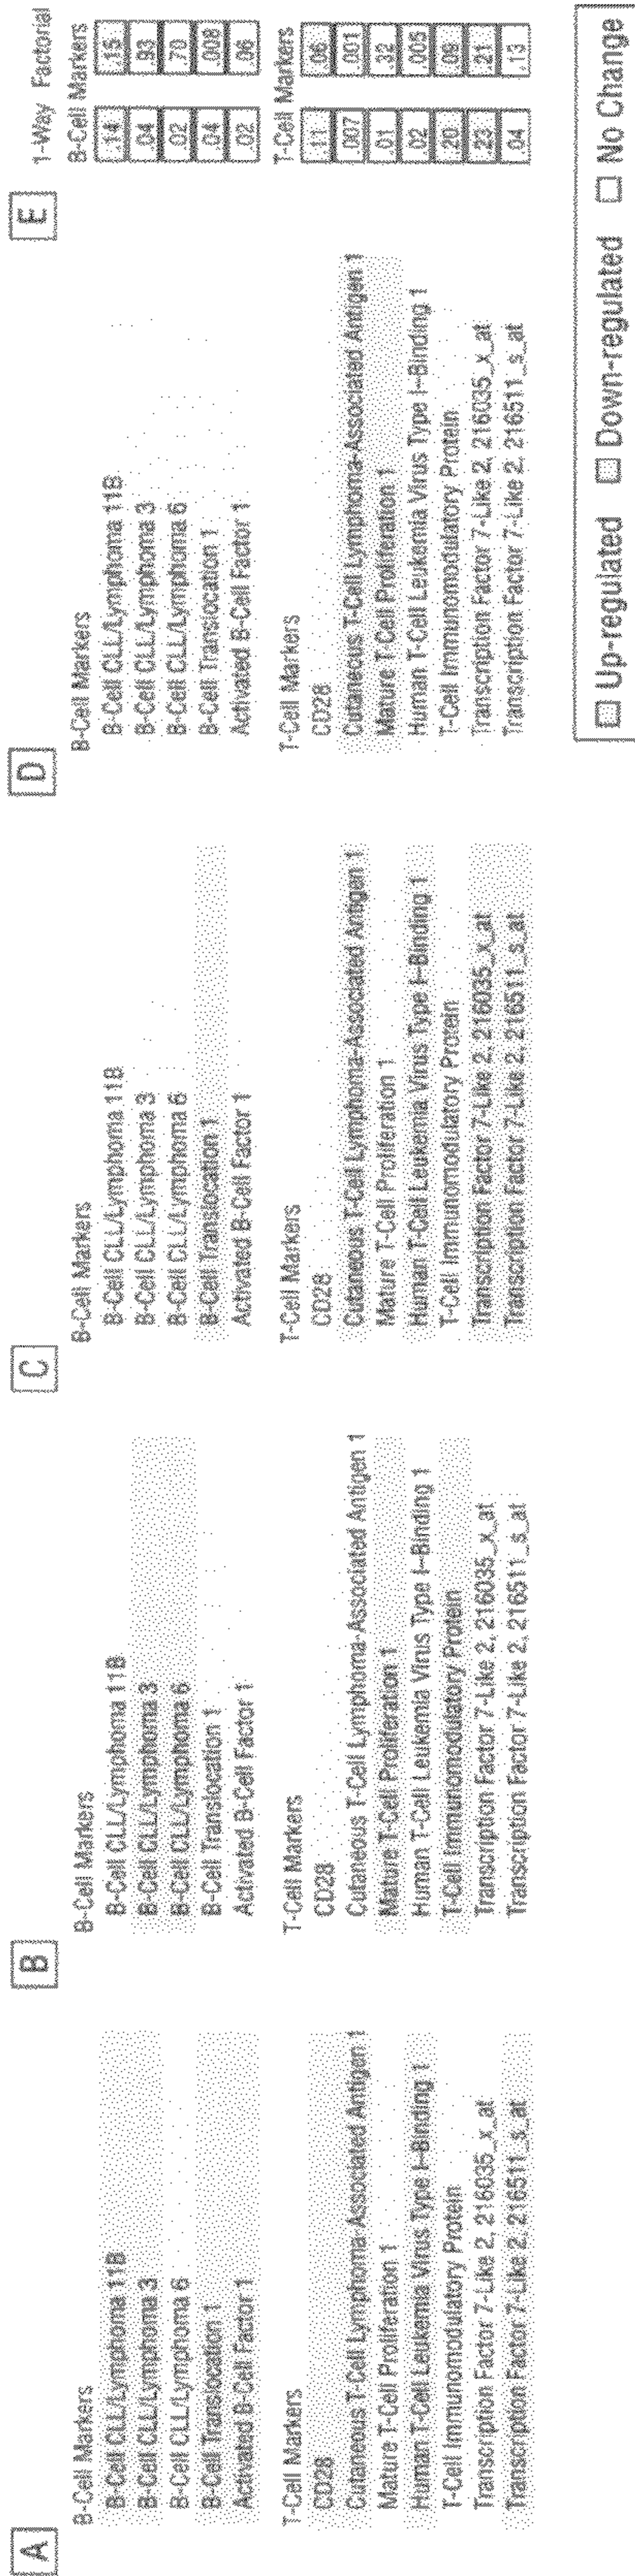 A
B-Cell Markers
B-Cell CLL/Lymphoma 11B
B-Cell CLL/Lymphoma 3
B-Cell CLL/Lymphoma 6
B-Cell Translocation 1
Activated B-Cell Factor 1
T-Cell Markers
CD28
Cutaneous T-Cell Lymphoma-Associated Antigen 1
Mature T-Cell Proliferation 1
Human T-Cell Leukemia Virus Type I-Binding 1
T-Cell Immunomodulatory Protein
Transcription Factor 7-Like 2, 216035_x_at
Transcription Factor 7-Like 2, 216511_s_at
B
B-Cell Markers
B-Cell CLL/Lymphoma 11B
B-Cell CLL/Lymphoma 3
B-Cell CLL/Lymphoma 6
B-Cell Translocation 1
Activated B-Cell Factor 1
T-Cell Markers
CD28
Cutaneous T-Cell Lymphoma-Associated Antigen 1
Mature T-Cell Proliferation 1
Human T-Cell Leukemia Virus Type I-Binding 1
T-Cell Immunomodulatory Protein
Transcription Factor 7-Like 2, 216035_x_at
Transcription Factor 7-Like 2, 216511_s_at
C
B-Cell Markers
B-Cell CLL/Lymphoma 11B
B-Cell CLL/Lymphoma 3
B-Cell CLL/Lymphoma 6
B-Cell Translocation 1
Activated B-Cell Factor 1
T-Cell Markers
CD28
Cutaneous T-Cell Lymphoma-Associated Antigen 1
Mature T-Cell Proliferation 1
Human T-Cell Leukemia Virus Type I-Binding 1
T-Cell Immunomodulatory Protein
Transcription Factor 7-Like 2, 216035_x_at
Transcription Factor 7-Like 2, 216511_s_at
D
B-Cell Markers
B-Cell CLL/Lymphoma 11B
B-Cell CLL/Lymphoma 3
B-Cell CLL/Lymphoma 6
B-Cell Translocation 1
Activated B-Cell Factor 1
T-Cell Markers
CD28
Cutaneous T-Cell Lymphoma-Associated Antigen 1
Mature T-Cell Proliferation 1
Human T-Cell Leukemia Virus Type I-Binding 1
T-Cell Immunomodulatory Protein
Transcription Factor 7-Like 2, 216035_x_at
Transcription Factor 7-Like 2, 216511_s_at
E
1-Way Factorial
B-Cell Markers
.14 .15
.04 .93
.02 .70
.04 .008
.02 .06
T-Cell Markers
.11 .06
.007 .001
.01 .32
.02 .005
.20 .09
.23 .21
.04 .13
Up-regulated Down-regulated No Change